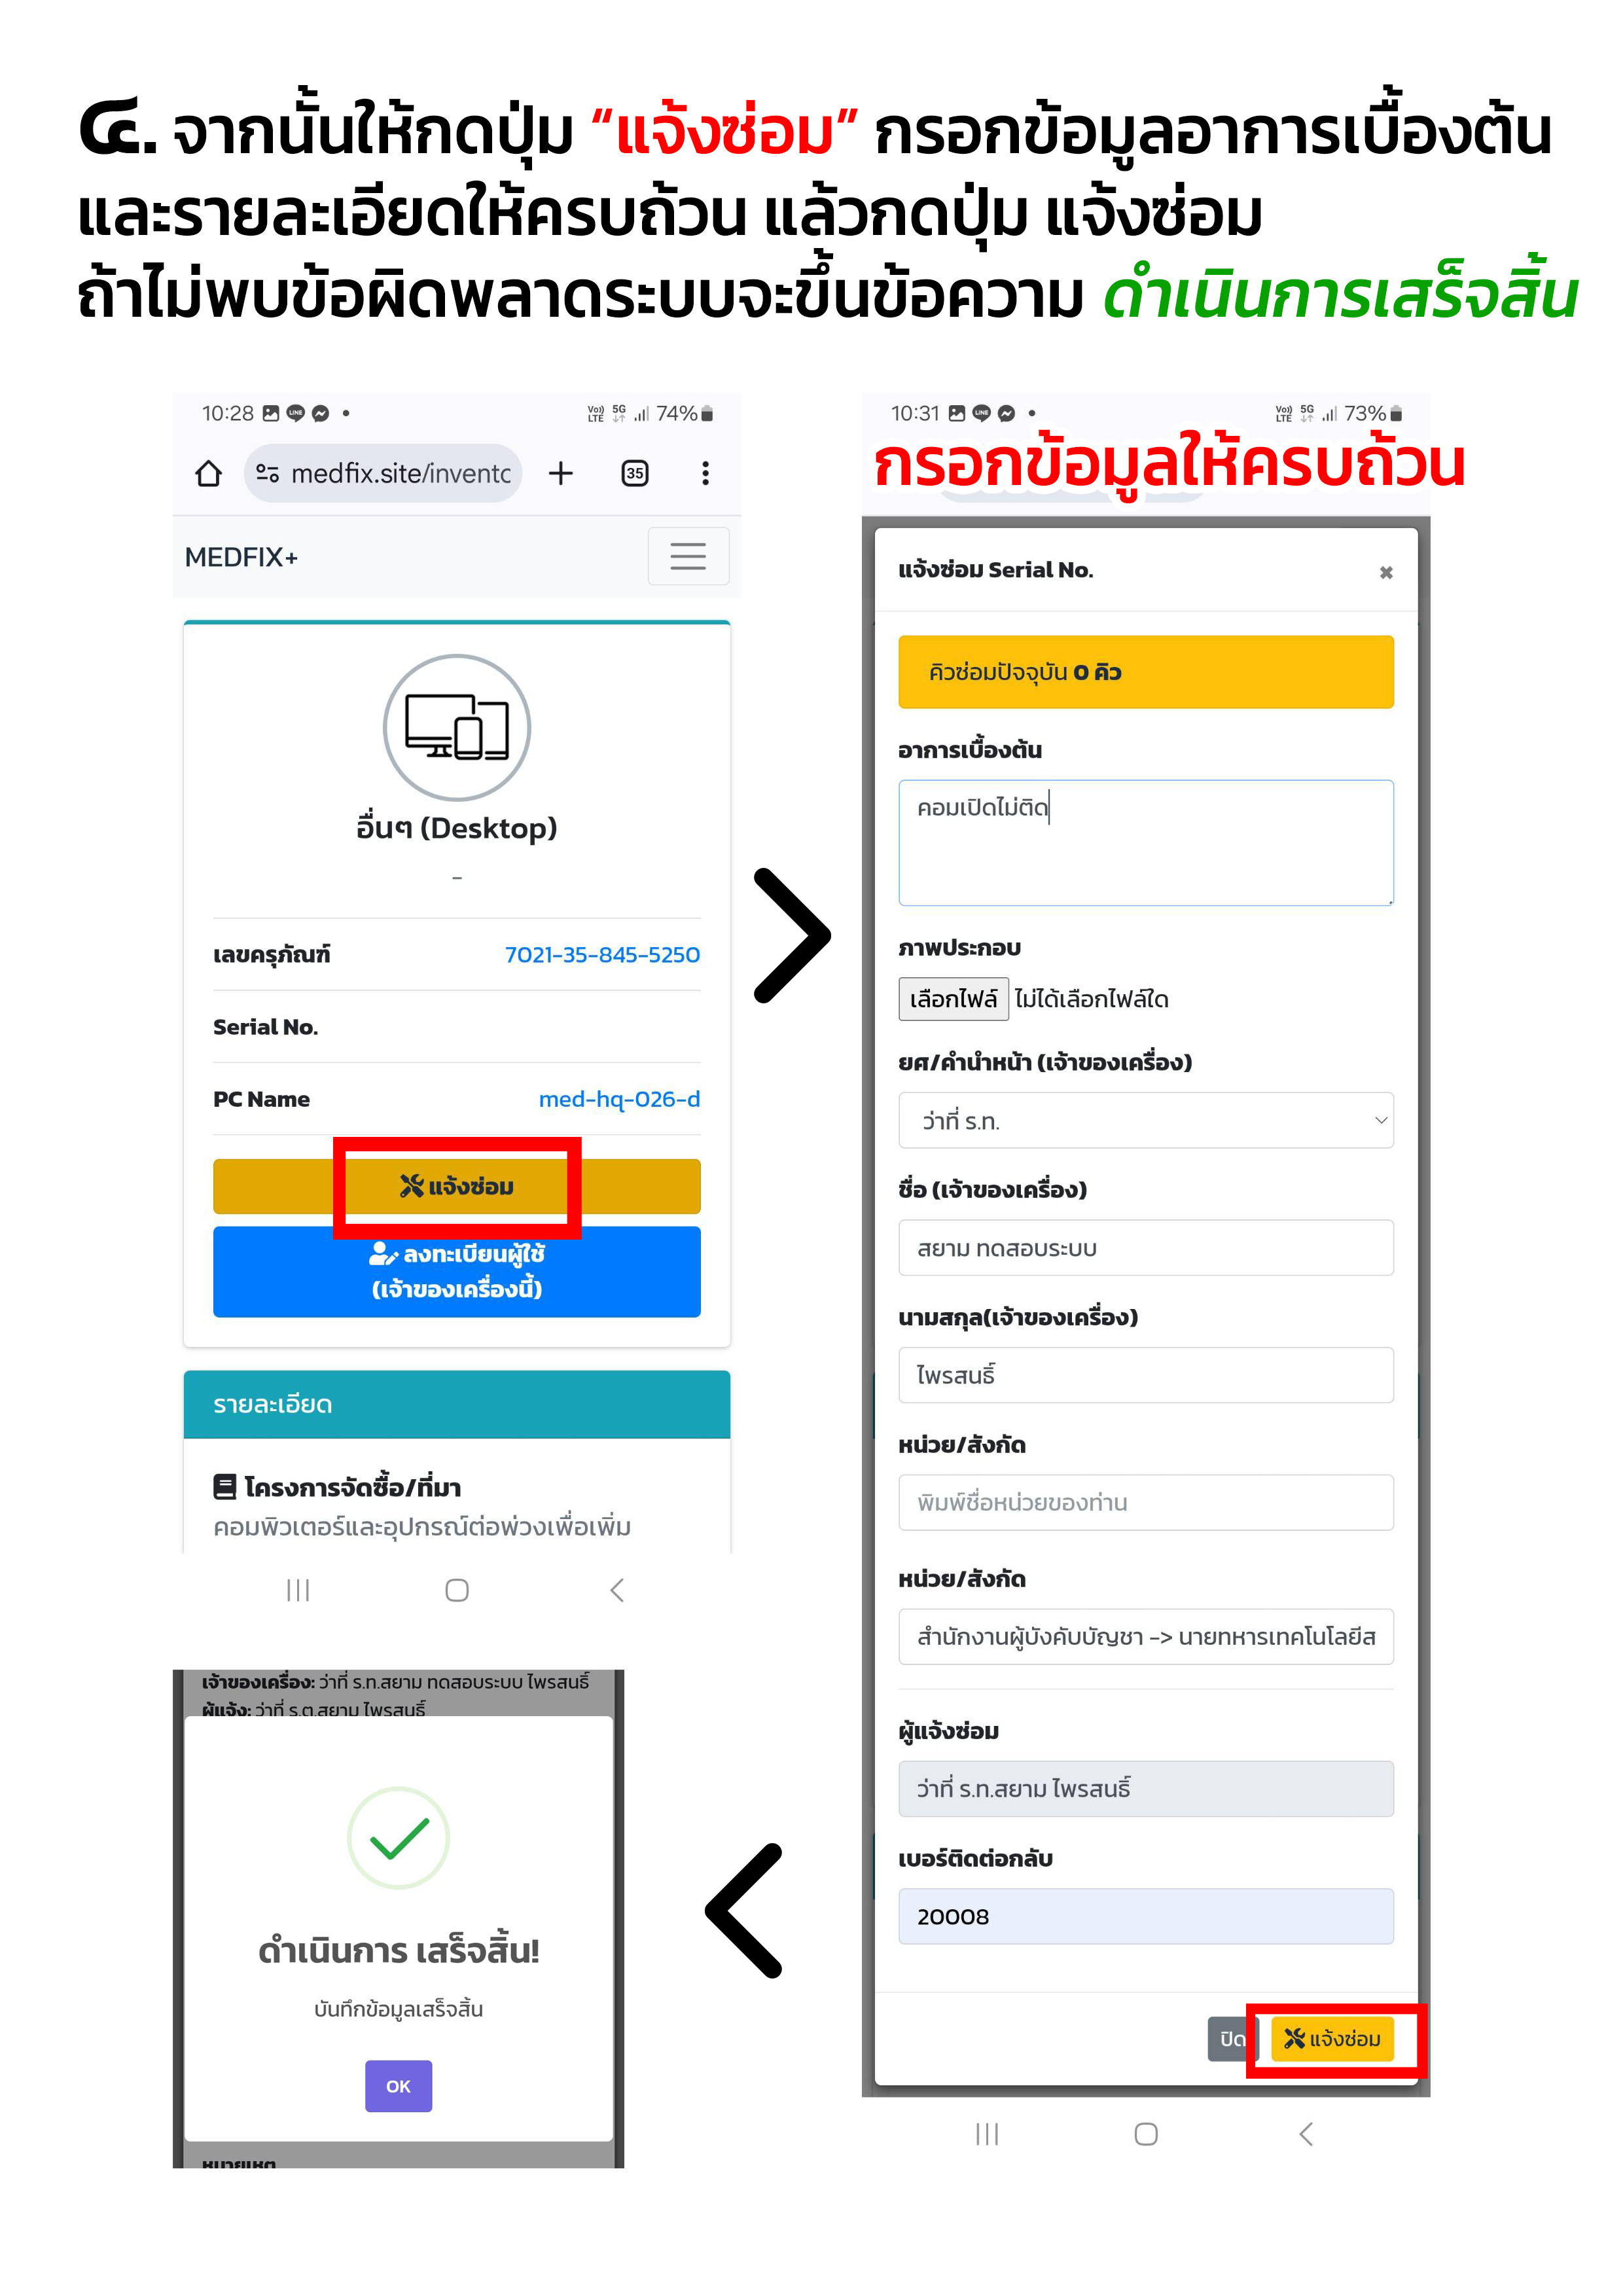 ๔. จากนั้นให้กดปุ่ม “แจ้งซ่อม” กรอกข้อมูลอาการเบื้องต้น
และรายละเอียดให้ครบถ้วน แล้วกดปุ่ม แจ้งซ่อม
ถ้าไม่พบข้อผิดพลาดระบบจะขึ้นข้อความ ดำเนินการเสร็จสิ้น
10:28 LINE Vo)) LTE 5G 74%
medfix.site/inventc 35
MEDFIX+
อื่นๆ (Desktop)
-
เลขครุภัณฑ์ 7021-35-845-5250
Serial No.
PC Name med-hq-026-d
แจ้งซ่อม
ลงทะเบียนผู้ใช้
(เจ้าของเครื่องนี้)
รายละเอียด
โครงการจัดซื้อ/ที่มา
คอมพิวเตอร์และอุปกรณ์ต่อพ่วงเพื่อเพิ่ม
10:31 LINE Vo)) LTE 5G 73%
กรอกข้อมูลให้ครบถ้วน
แจ้งซ่อม Serial No. ×
คิวซ่อมปัจจุบัน 0 คิว
อาการเบื้องต้น
คอมเปิดไม่ติด
ภาพประกอบ
เลือกไฟล์ ไม่ได้เลือกไฟล์ใด
ยศ/คำนำหน้า (เจ้าของเครื่อง)
ว่าที่ ร.ท.
ชื่อ (เจ้าของเครื่อง)
สยาม ทดสอบระบบ
นามสกุล(เจ้าของเครื่อง)
ไพรสนธิ์
หน่วย/สังกัด
พิมพ์ชื่อหน่วยของท่าน
หน่วย/สังกัด
สำนักงานผู้บังคับบัญชา -> นายทหารเทคโนโลยีส
ผู้แจ้งซ่อม
ว่าที่ ร.ท.สยาม ไพรสนธิ์
เบอร์ติดต่อกลับ
20008
ปิด แจ้งซ่อม
เจ้าของเครื่อง: ว่าที่ ร.ท.สยาม ทดสอบระบบ ไพรสนธิ์
ผู้แจ้ง: ว่าที่ ร.ต.สยาม ไพรสนธิ์
ดำเนินการ เสร็จสิ้น!
บันทึกข้อมูลเสร็จสิ้น
OK
หมายเหตุ